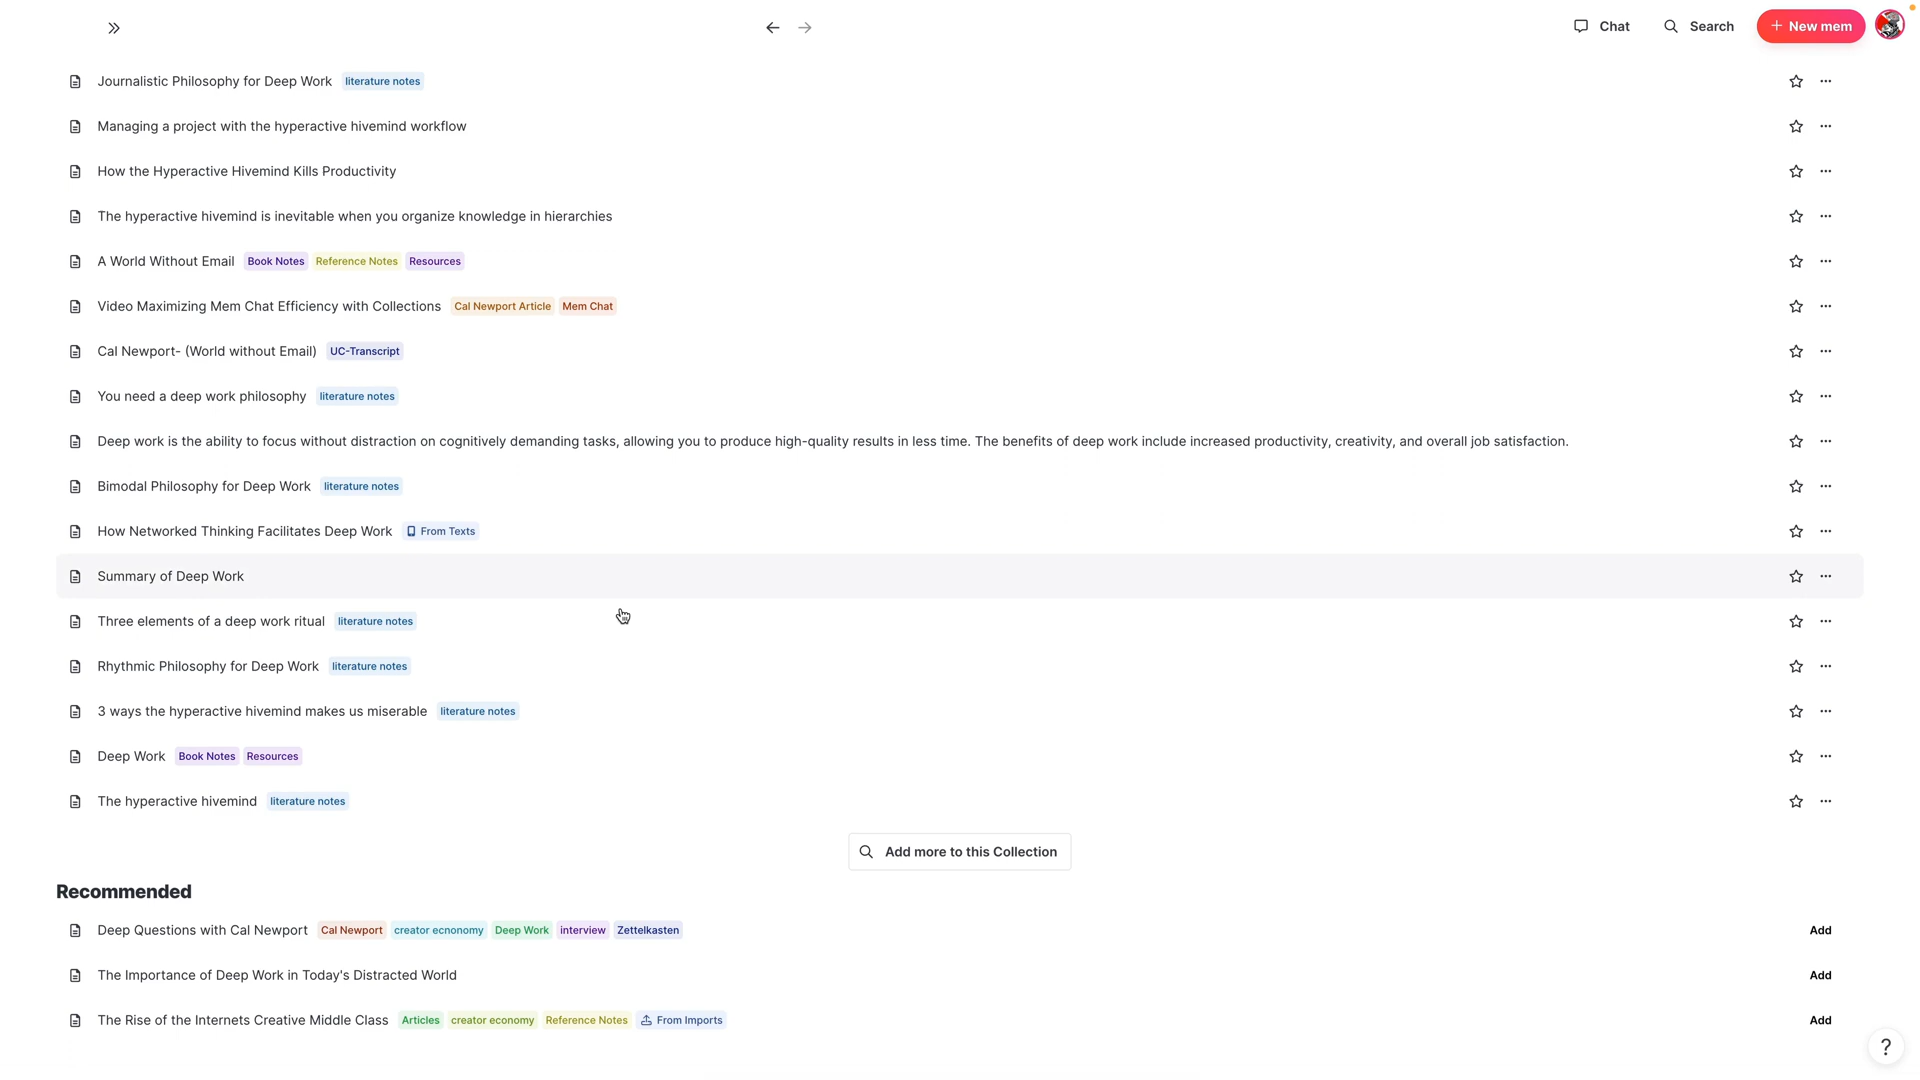 Chat Search + New mem
Journalistic Philosophy for Deep Work literature notes
Managing a project with the hyperactive hivemind workflow
How the Hyperactive Hivemind Kills Productivity
The hyperactive hivemind is inevitable when you organize knowledge in hierarchies
A World Without Email Book Notes Reference Notes Resources
Video Maximizing Mem Chat Efficiency with Collections Cal Newport Article Mem Chat
Cal Newport- (World without Email) UC-Transcript
You need a deep work philosophy literature notes
Deep work is the ability to focus without distraction on cognitively demanding tasks, allowing you to produce high-quality results in less time. The benefits of deep work include increased productivity, creativity, and overall job satisfaction.
Bimodal Philosophy for Deep Work literature notes
How Networked Thinking Facilitates Deep Work From Texts
Summary of Deep Work
Three elements of a deep work ritual literature notes
Rhythmic Philosophy for Deep Work literature notes
3 ways the hyperactive hivemind makes us miserable literature notes
Deep Work Book Notes Resources
The hyperactive hivemind literature notes
Add more to this Collection
Recommended
Deep Questions with Cal Newport Cal Newport creator ecnonomy Deep Work interview Zettelkasten Add
The Importance of Deep Work in Today's Distracted World Add
The Rise of the Internets Creative Middle Class Articles creator economy Reference Notes From Imports Add
?